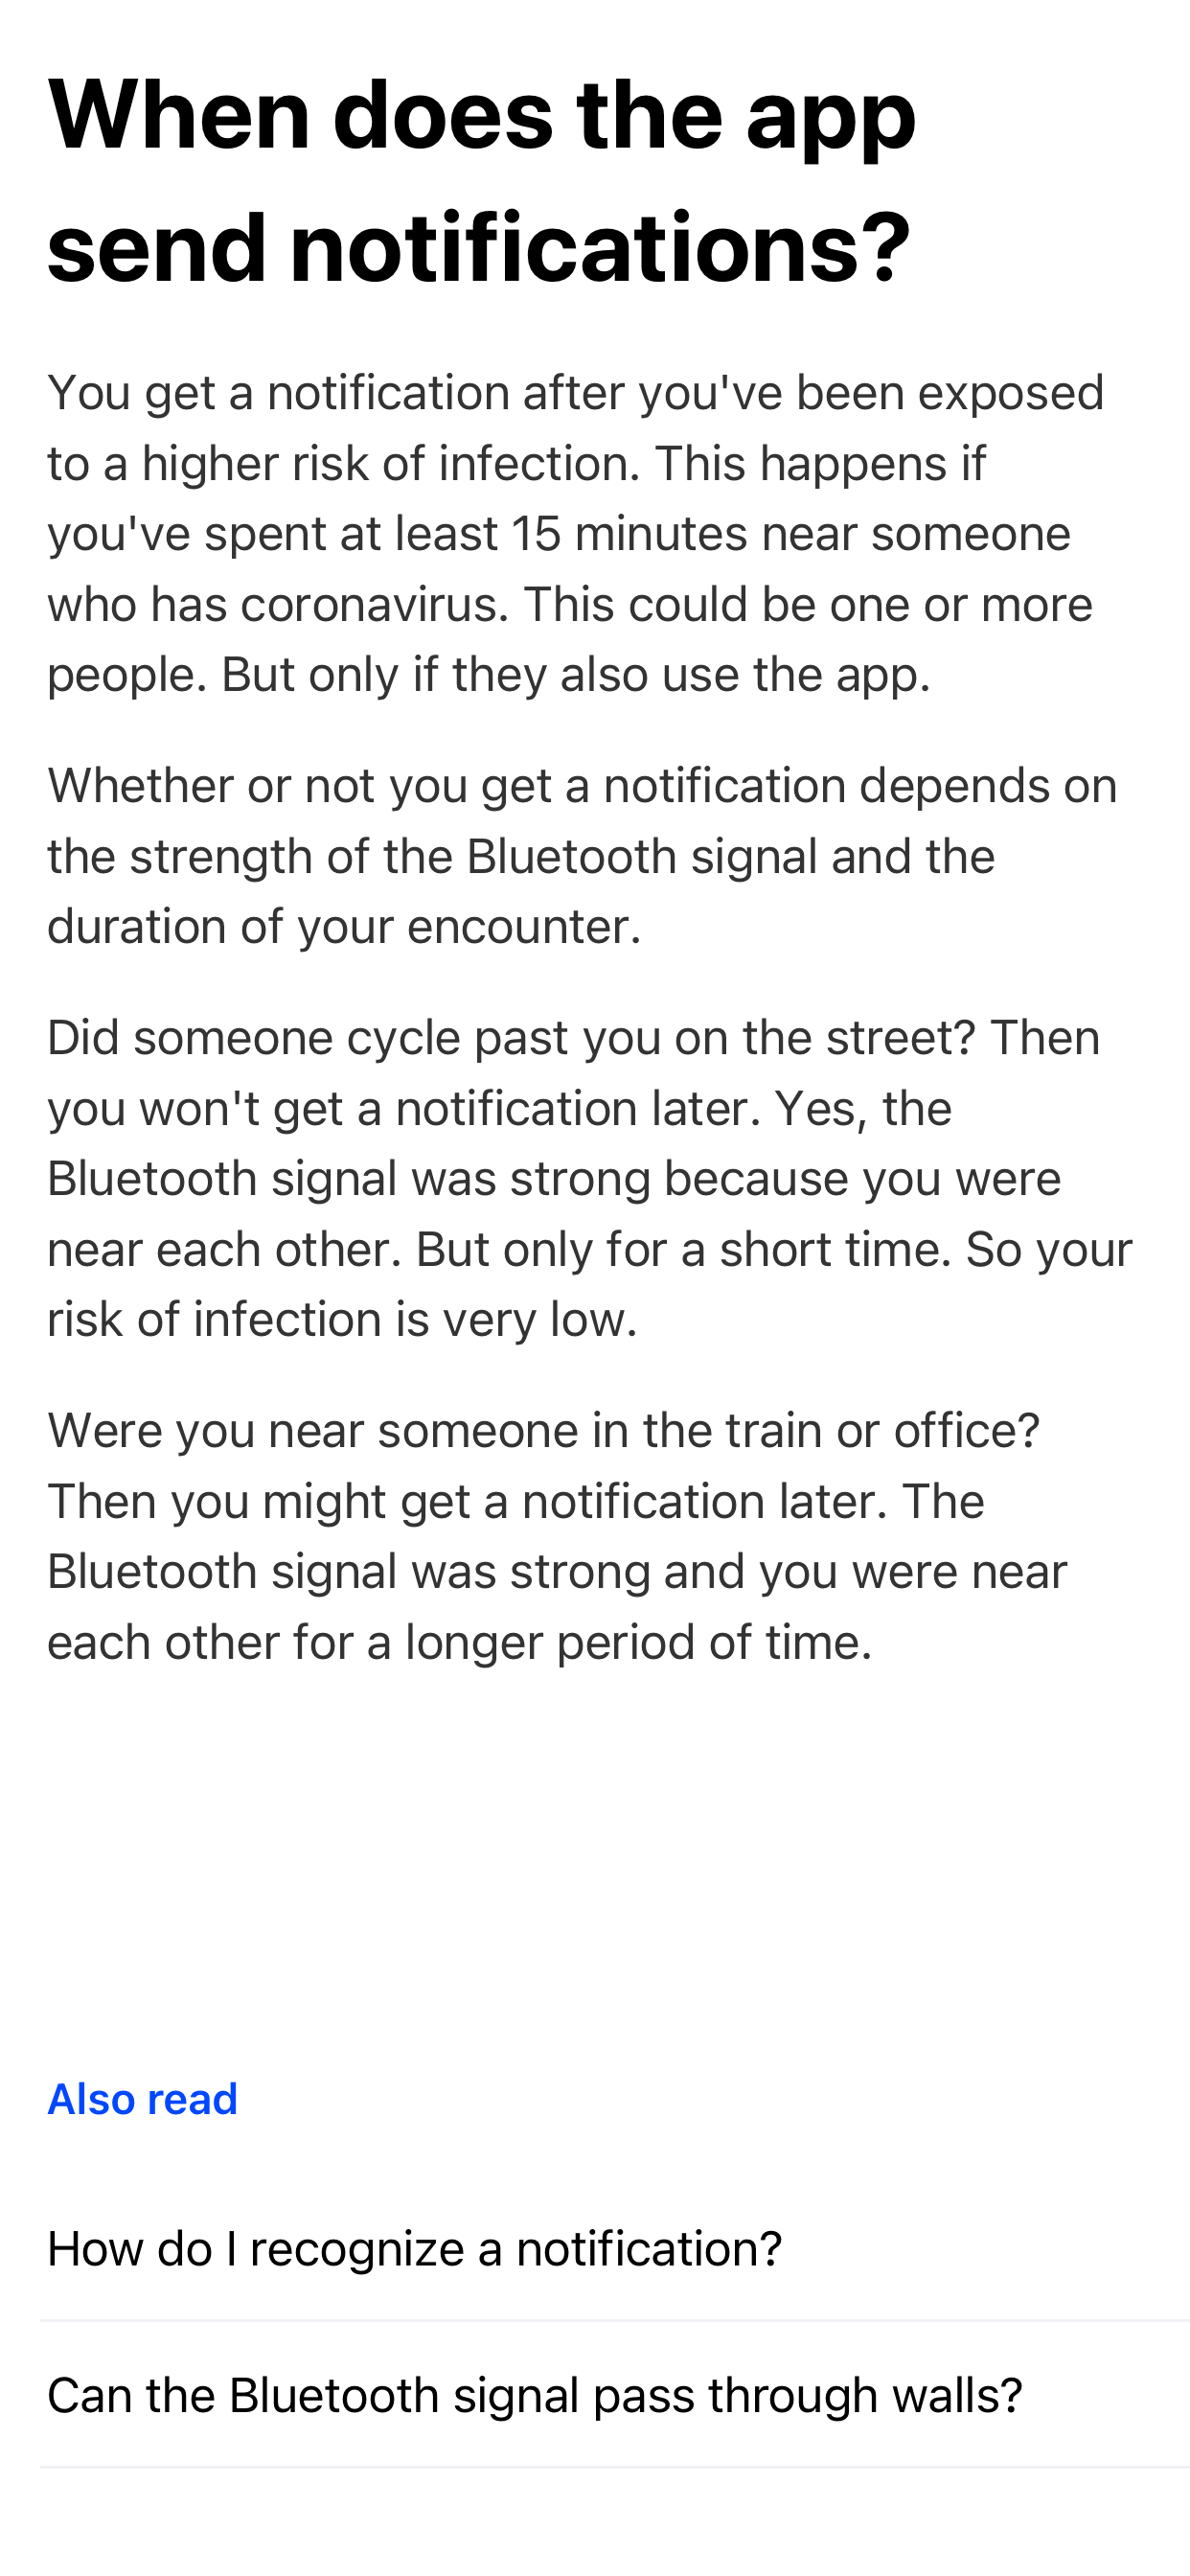 When does the app
send notifications?
You get a notification after you've been exposed
to a higher risk of infection. This happens if
you've spent at least 15 minutes near someone
who has coronavirus. This could be one or more
people. But only if they also use the app.
Whether or not you get a notification depends on
the strength of the Bluetooth signal and the
duration of your encounter.
Did someone cycle past you on the street? Then
you won't get a notification later. Yes, the
Bluetooth signal was strong because you were
near each other. But only for a short time. So your
risk of infection is very low.
Were you near someone in the train or office?
Then you might get a notification later. The
Bluetooth signal was strong and you were near
each other for a longer period of time.
Also read
How do I recognize a notification?
Can the Bluetooth signal pass through walls?